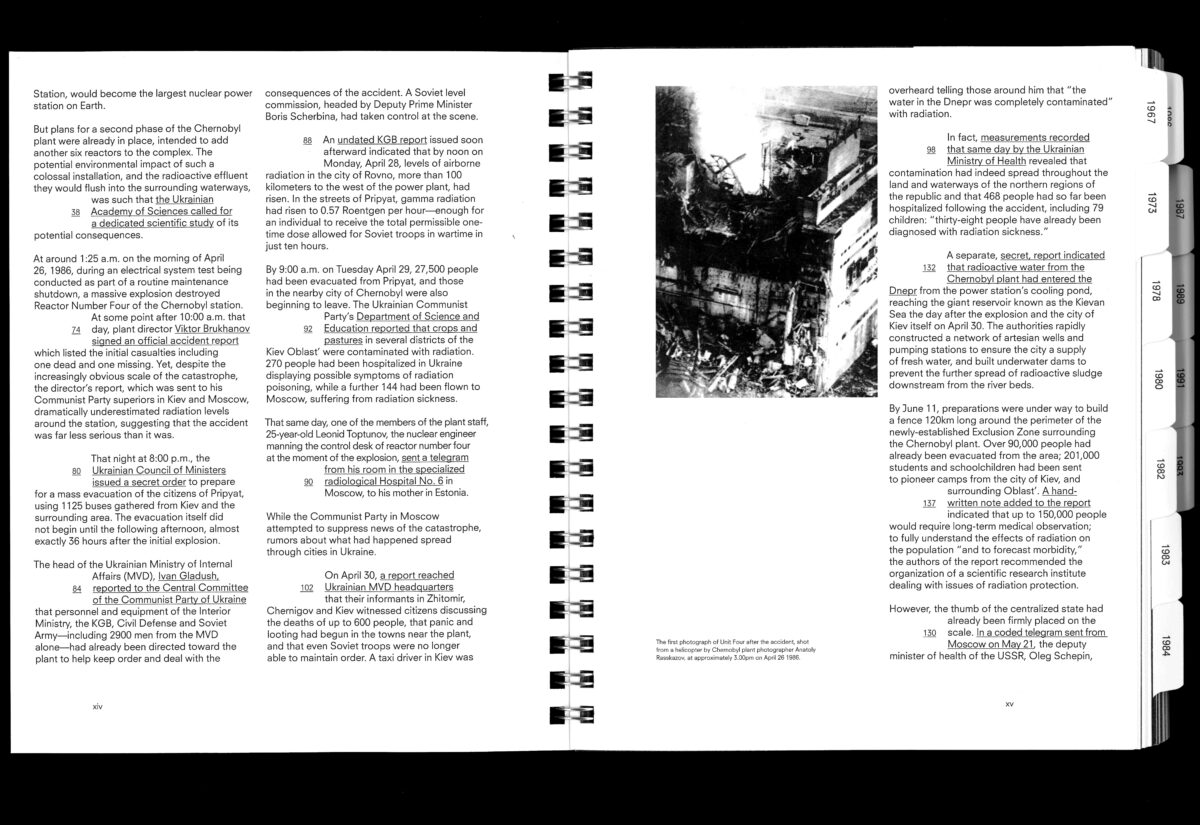 Station, would become the largest nuclear power
station on Earth.
But plans for a second phase of the Chernobyl
plant were already in place, intended to add
another six reactors to the complex. The
potential environmental impact of such a
colossal installation, and the radioactive effluent
they would flush into the surrounding waterways,
was such that the Ukrainian
38 Academy of Sciences called for
a dedicated scientific study of its
potential consequences.
At around 1:25 a.m. on the morning of April
26, 1986, during an electrical system test being
conducted as part of a routine maintenance
shutdown, a massive explosion destroyed
Reactor Number Four of the Chernobyl station.
At some point after 10:00 a.m. that
74 day, plant director Viktor Brukhanov
signed an official accident report
which listed the initial casualties including
one dead and one missing. Yet, despite the
increasingly obvious scale of the catastrophe,
the director's report, which was sent to his
Communist Party superiors in Kiev and Moscow,
dramatically underestimated radiation levels
around the station, suggesting that the accident
was far less serious than it was.
That night at 8:00 p.m., the
80 Ukrainian Council of Ministers
issued a secret order to prepare
for a mass evacuation of the citizens of Pripyat,
using 1125 buses gathered from Kiev and the
surrounding area. The evacuation itself did
not begin until the following afternoon, almost
exactly 36 hours after the initial explosion.
The head of the Ukrainian Ministry of Internal
Affairs (MVD), Ivan Gladush,
84 reported to the Central Committee
of the Communist Party of Ukraine
that personnel and equipment of the Interior
Ministry, the KGB, Civil Defense and Soviet
Army—including 2900 men from the MVD
alone—had already been directed toward the
plant to help keep order and deal with the
xiv
consequences of the accident. A Soviet level
commission, headed by Deputy Prime Minister
Boris Scherbina, had taken control at the scene.
88 An undated KGB report issued soon
afterward indicated that by noon on
Monday, April 28, levels of airborne
radiation in the city of Rovno, more than 100
kilometers to the west of the power plant, had
risen. In the streets of Pripyat, gamma radiation
had risen to 0.57 Roentgen per hour—enough for
an individual to receive the total permissible one-
time dose allowed for Soviet troops in wartime in
just ten hours.
By 9:00 a.m. on Tuesday April 29, 27,500 people
had been evacuated from Pripyat, and those
in the nearby city of Chernobyl were also
beginning to leave. The Ukrainian Communist
Party's Department of Science and
92 Education reported that crops and
pastures in several districts of the
Kiev Oblast' were contaminated with radiation.
270 people had been hospitalized in Ukraine
displaying possible symptoms of radiation
poisoning, while a further 144 had been flown to
Moscow, suffering from radiation sickness.
That same day, one of the members of the plant staff,
25-year-old Leonid Toptunov, the nuclear engineer
manning the control desk of reactor number four
at the moment of the explosion, sent a telegram
from his room in the specialized
90 radiological Hospital No. 6 in
Moscow, to his mother in Estonia.
While the Communist Party in Moscow
attempted to suppress news of the catastrophe,
rumors about what had happened spread
through cities in Ukraine.
On April 30, a report reached
102 Ukrainian MVD headquarters
that their informants in Zhitomir,
Chernigov and Kiev witnessed citizens discussing
the deaths of up to 600 people, that panic and
looting had begun in the towns near the plant,
and that even Soviet troops were no longer
able to maintain order. A taxi driver in Kiev was
The first photograph of Unit Four after the accident, shot
from a helicopter by Chernobyl plant photographer Anatoly
Rasskazov, at approximately 3.00pm on April 26 1986.
overheard telling those around him that “the
water in the Dnepr was completely contaminated”
with radiation.
In fact, measurements recorded
98 that same day by the Ukrainian
Ministry of Health revealed that
contamination had indeed spread throughout the
land and waterways of the northern regions of
the republic and that 468 people had so far been
hospitalized following the accident, including 79
children: “thirty-eight people have already been
diagnosed with radiation sickness.”
A separate, secret, report indicated
132 that radioactive water from the
Chernobyl plant had entered the
Dnepr from the power station's cooling pond,
reaching the giant reservoir known as the Kievan
Sea the day after the explosion and the city of
Kiev itself on April 30. The authorities rapidly
constructed a network of artesian wells and
pumping stations to ensure the city a supply
of fresh water, and built underwater dams to
prevent the further spread of radioactive sludge
downstream from the river beds.
By June 11, preparations were under way to build
a fence 120km long around the perimeter of the
newly-established Exclusion Zone surrounding
the Chernobyl plant. Over 90,000 people had
already been evacuated from the area; 201,000
students and schoolchildren had been sent
to pioneer camps from the city of Kiev, and
surrounding Oblast'. A hand-
137 written note added to the report
indicated that up to 150,000 people
would require long-term medical observation;
to fully understand the effects of radiation on
the population “and to forecast morbidity,”
the authors of the report recommended the
organization of a scientific research institute
dealing with issues of radiation protection.
However, the thumb of the centralized state had
already been firmly placed on the
130 scale. In a coded telegram sent from
Moscow on May 21, the deputy
minister of health of the USSR, Oleg Schepin,
xv
1967
1973
1978
1980
1982
1983
1984
1986
1987
1989
1991
1993